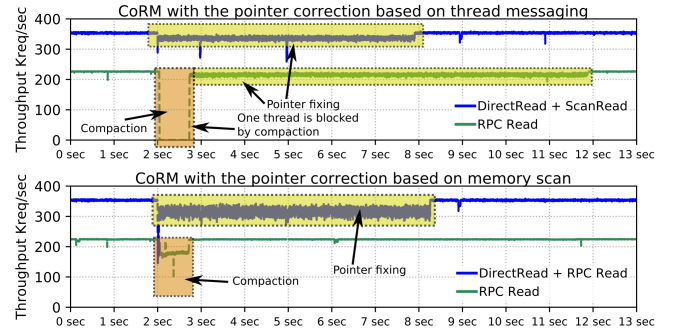 CoRM with the pointer correction based on thread messaging
Throughput Kreq/sec
400
300
200
100
0
Pointer fixing
One thread is blocked
by compaction
Compaction
DirectRead + ScanRead
RPC Read
0 sec 1 sec 2 sec 3 sec 4 sec 5 sec 6 sec 7 sec 8 sec 9 sec 10 sec 11 sec 12 sec 13 sec
CoRM with the pointer correction based on memory scan
Throughput Kreq/sec
400
300
200
100
0
Pointer fixing
Compaction
DirectRead + RPC Read
RPC Read
0 sec 1 sec 2 sec 3 sec 4 sec 5 sec 6 sec 7 sec 8 sec 9 sec 10 sec 11 sec 12 sec 13 sec